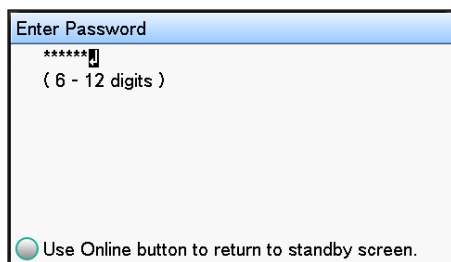 Enter Password
******↲
( 6 - 12 digits )
Use Online button to return to standby screen.